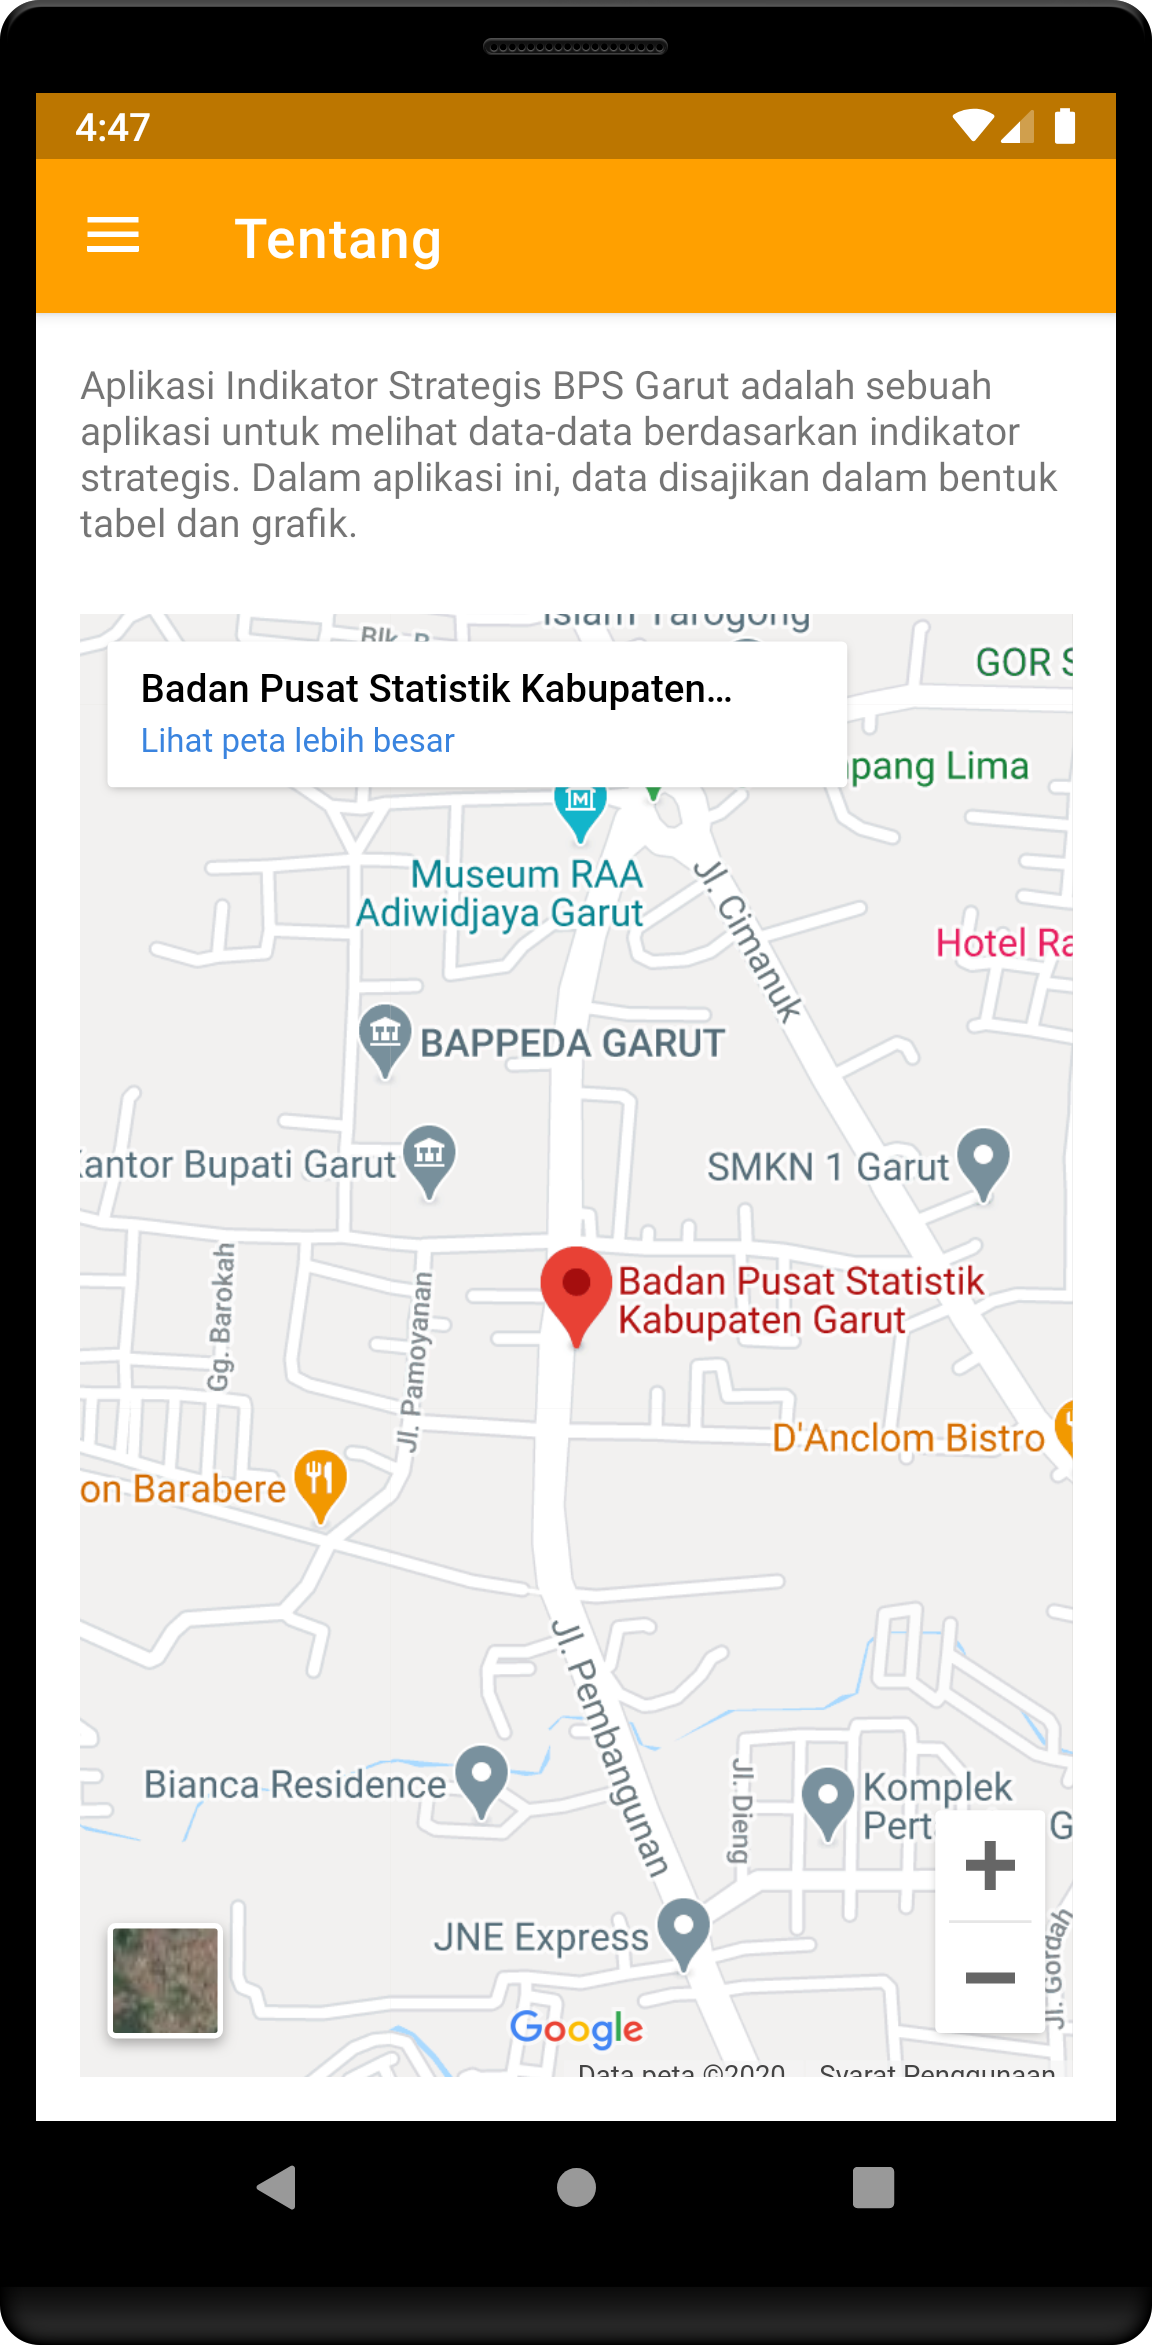 4:47
Tentang
Aplikasi Indikator Strategis BPS Garut adalah sebuah
aplikasi untuk melihat data-data berdasarkan indikator
strategis. Dalam aplikasi ini, data disajikan dalam bentuk
tabel dan grafik.
Islam Tarogong
Blk.
GOR S
Badan Pusat Statistik Kabupaten…
Lihat peta lebih besar
pang Lima
Museum RAA
Adiwidjaya Garut
Jl. Cimanuk
Hotel Ra
BAPPEDA GARUT
antor Bupati Garut
SMKN 1 Garut
Gg. Barokah
Jl. Pamoyanan
Badan Pusat Statistik
Kabupaten Garut
D'Anclom Bistro
on Barabere
Jl. Pembangunan
Bianca Residence
Jl. Dieng
Komplek
Pert
G
JNE Express
Jl. Gordah
Google
Data peta ©2020
Syarat Penggunaan